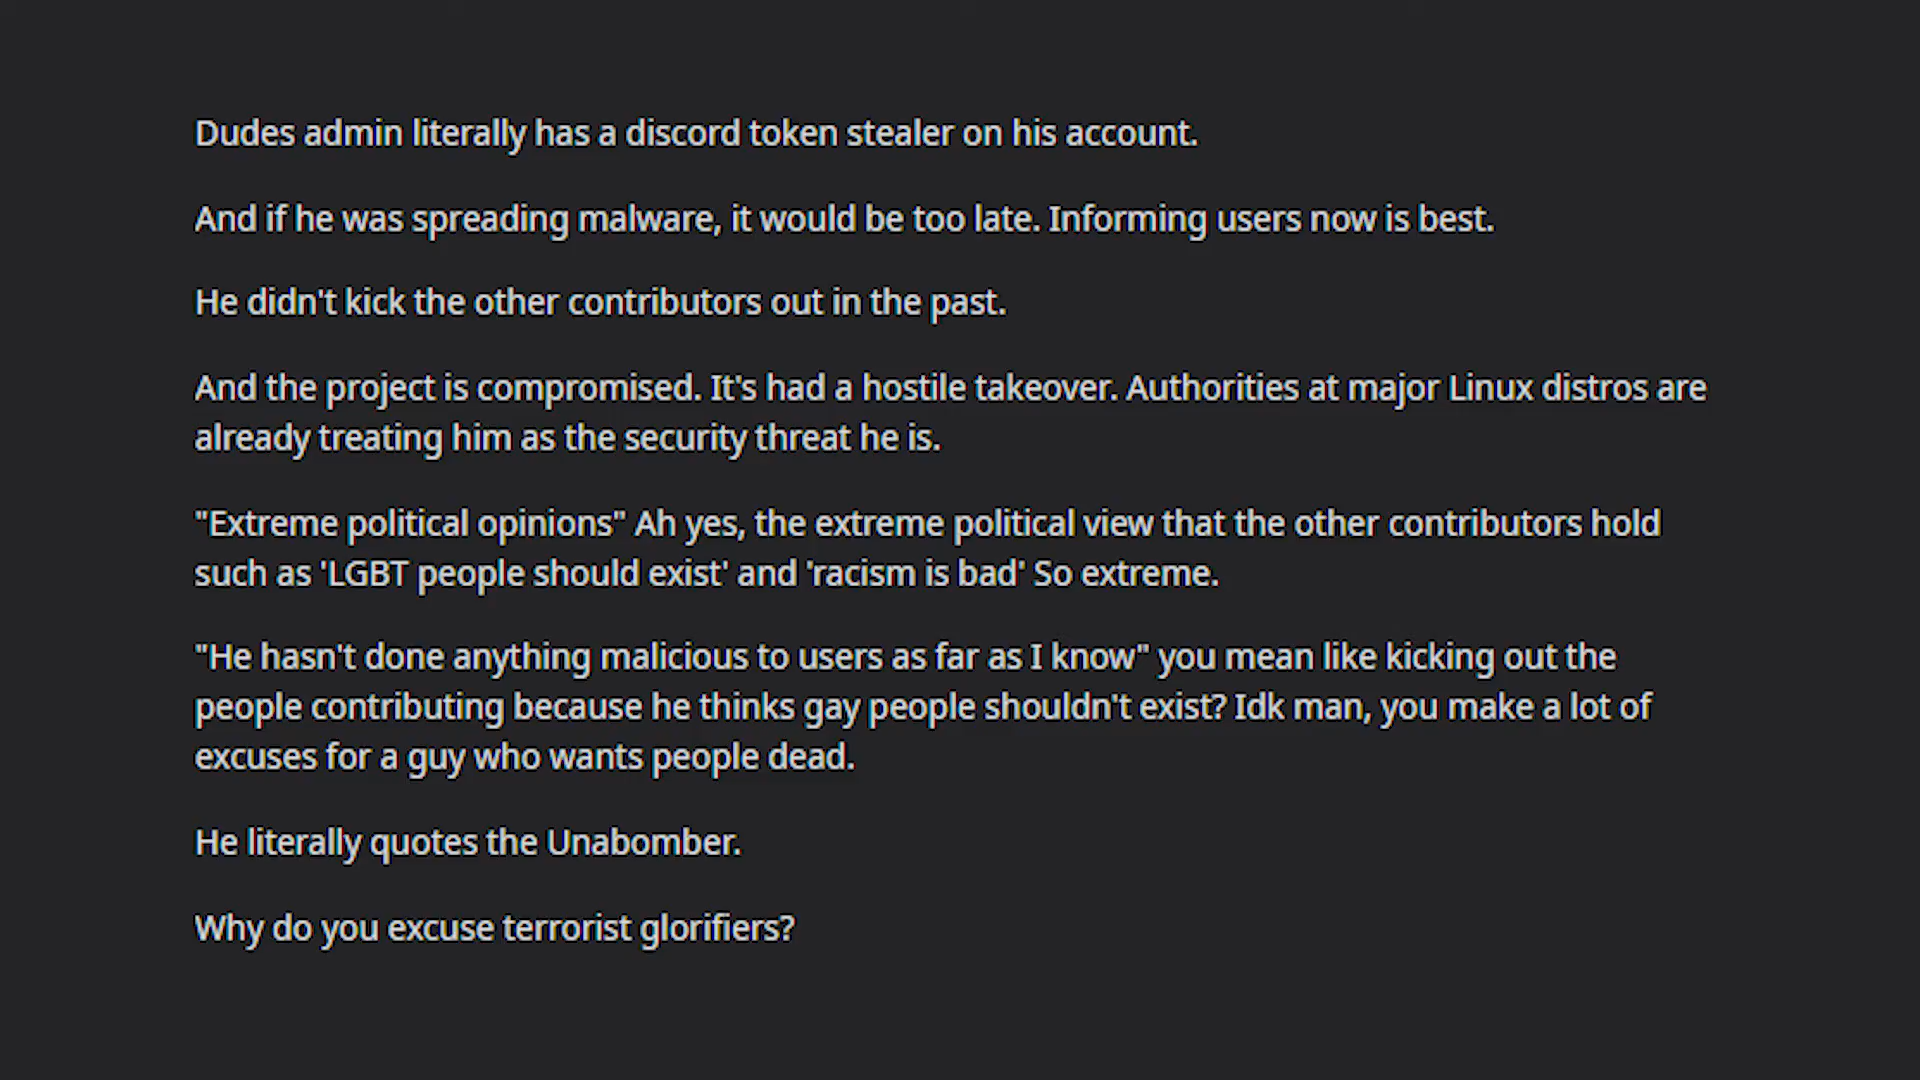 Dudes admin literally has a discord token stealer on his account.
And if he was spreading malware, it would be too late. Informing users now is best.
He didn't kick the other contributors out in the past.
And the project is compromised. It's had a hostile takeover. Authorities at major Linux distros are
already treating him as the security threat he is.
"Extreme political opinions" Ah yes, the extreme political view that the other contributors hold
such as 'LGBT people should exist' and 'racism is bad' So extreme.
"He hasn't done anything malicious to users as far as I know" you mean like kicking out the
people contributing because he thinks gay people shouldn't exist? Idk man, you make a lot of
excuses for a guy who wants people dead.
He literally quotes the Unabomber.
Why do you excuse terrorist glorifiers?